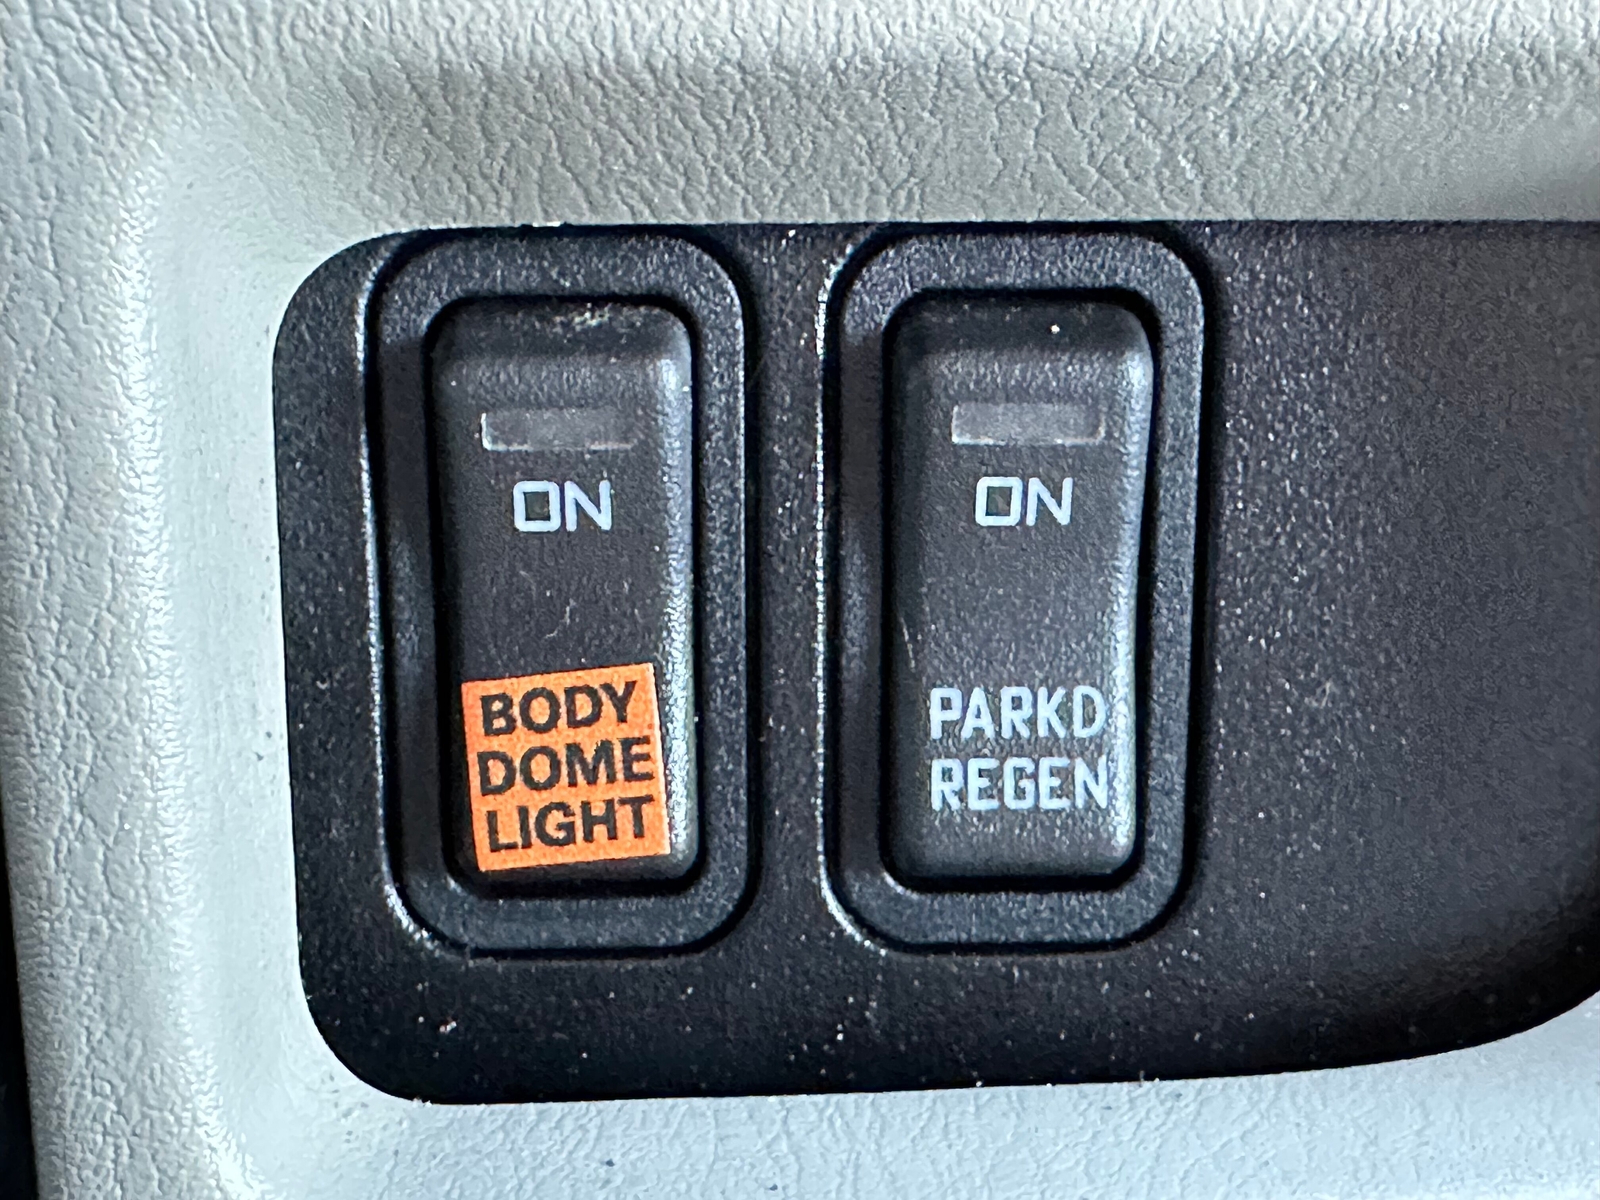 ON
BODY
DOME
LIGHT
ON
PARKD
REGEN